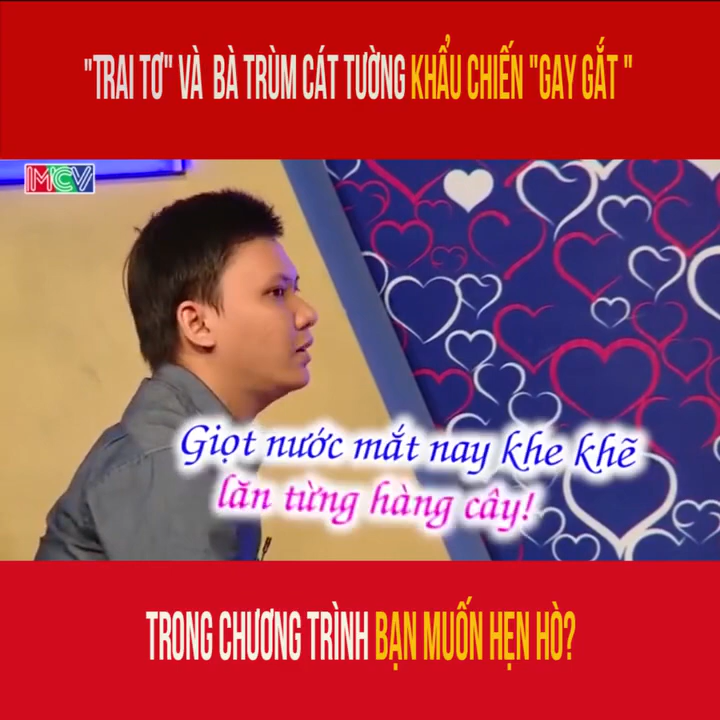 "TRAI TƠ" VÀ BÀ TRÙM CÁT TƯỜNG KHẨU CHIẾN "GAY GẮT "
MCV
Giọt nước mắt nay khe khẽ
lăn từng hàng cây!
TRONG CHƯƠNG TRÌNH BẠN MUỐN HẸN HÒ?